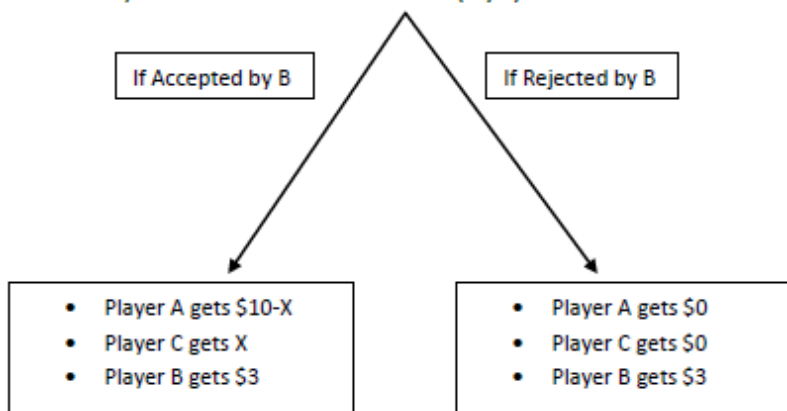 If Accepted by B
If Rejected by B
• Player A gets $10-X
• Player C gets X
• Player B gets $3
• Player A gets $0
• Player C gets $0
• Player B gets $3